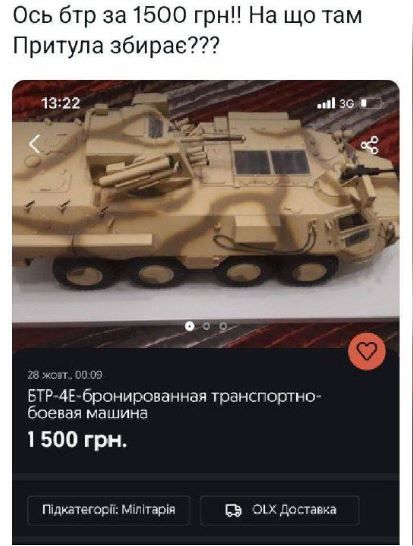 Ось бтр за 1500 грн!! На що там
Притула збирає???
13:22
3G
28 жовт., 00:09
БТР-4Е-бронированная транспортно-
боевая машина
1 500 грн.
Підкатегорії: Мілітарія
OLX Доставка